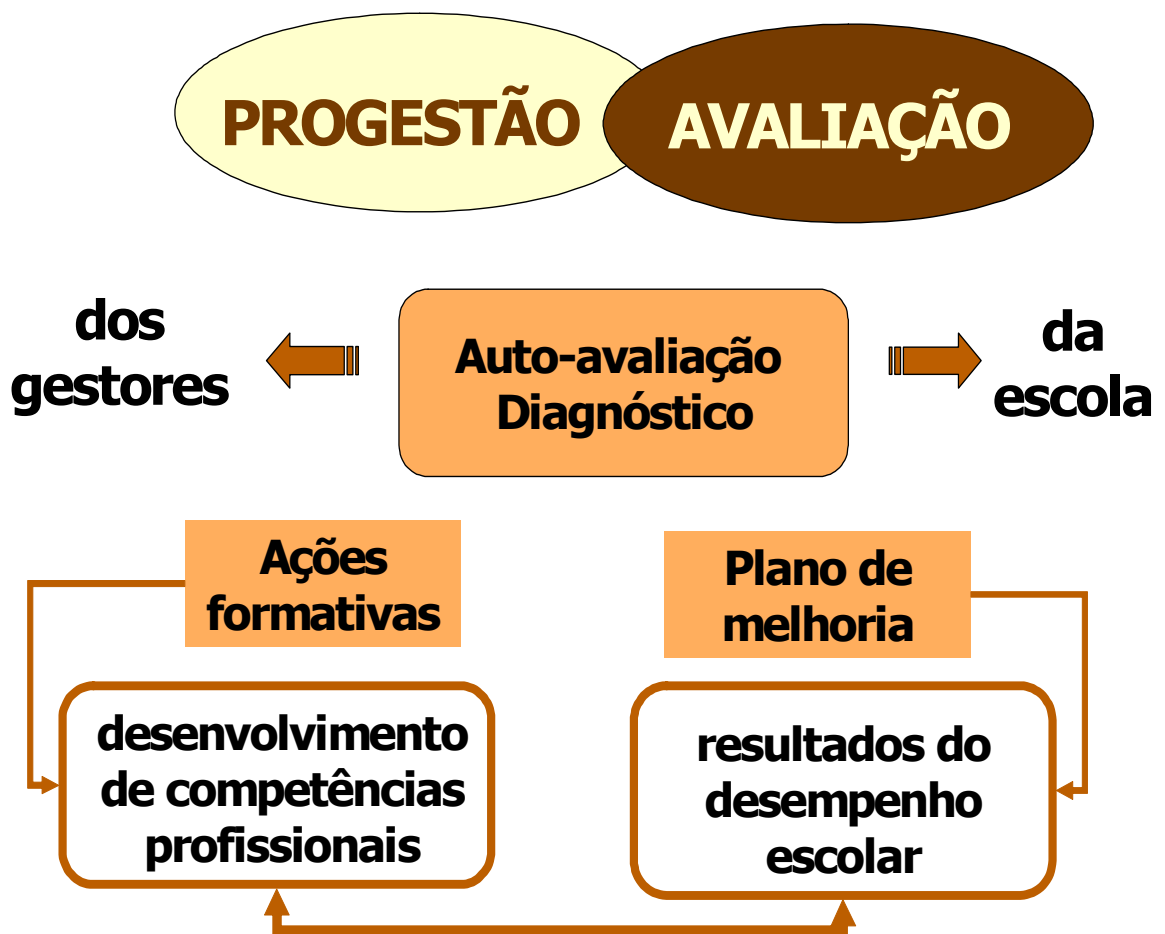 PROGESTÃO
AVALIAÇÃO
dos
gestores
Auto-avaliação
Diagnóstico
da
escola
Ações
formativas
Plano de
melhoria
desenvolvimento
de competências
profissionais
resultados do
desempenho
escolar